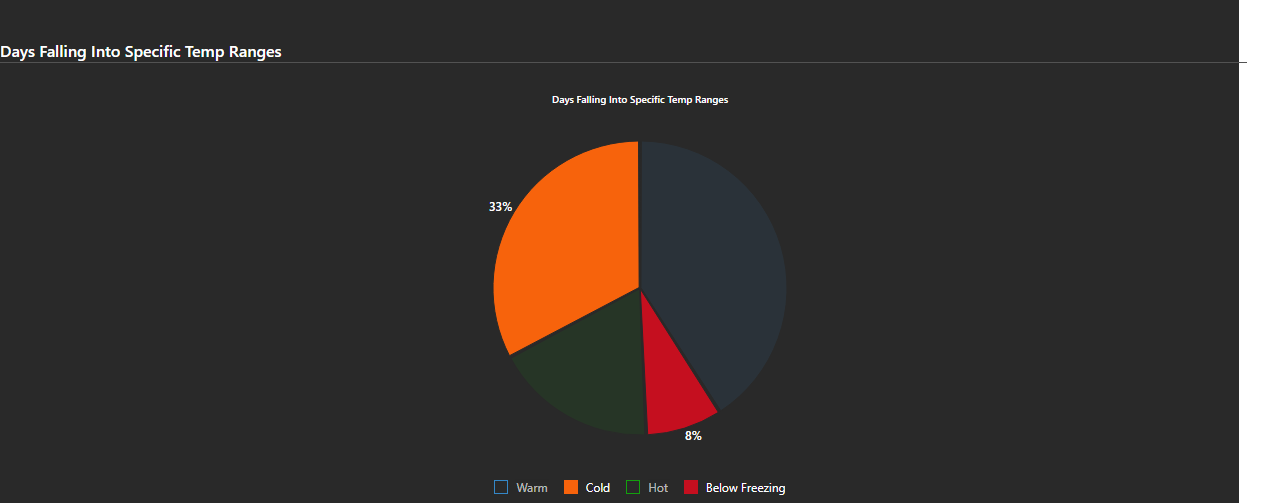 Days Falling Into Specific Temp Ranges
Days Falling Into Specific Temp Ranges
33%
8%
Warm Cold Hot Below Freezing